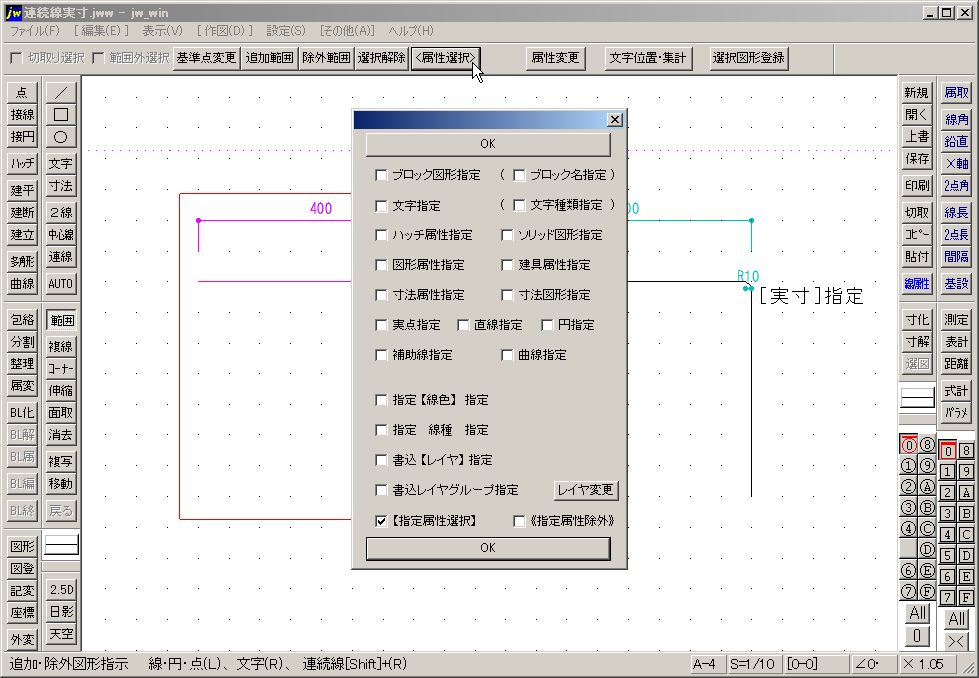 連続線実寸.jww - jw_win
ファイル(F) [編集(E)] 表示(V) [作図(D)] 設定(S) [その他(A)] ヘルプ(H)
切取り選択 範囲外選択 基準点変更 追加範囲 除外範囲 選択解除 <属性選択> 属性変更 文字位置・集計 選択図形登録
点 ／ 新規 属取
接線 □ 開く 線角
接円 ○ 上書 鉛直
ハッチ 文字 保存 X軸
建平 寸法 印刷 2点角
建断 2線 切取 線長
建立 中心線 コピー 2点長
多角形 連線 貼付 間隔
曲線 AUTO 線属性 基設
包絡 範囲 寸化 測定
分割 複線 寸解 表計
整理 コーナー 選図 距離
属変 伸縮 式計
BL化 面取 パラメ
BL解 消去
BL属 複写
BL編 移動
BL終 戻る
図形
図登
記変 2.5D
座標 日影
外変 天空
400
00
R10
[実寸]指定
OK
ブロック図形指定 ( ブロック名指定 )
文字指定 ( 文字種類指定 )
ハッチ属性指定 ソリッド図形指定
図形属性指定 建具属性指定
寸法属性指定 寸法図形指定
実点指定 直線指定 円指定
補助線指定 曲線指定
指定【線色】 指定
指定 線種 指定
書込【レイヤ】指定
書込レイヤグループ指定 レイヤ変更
【指定属性選択】 《指定属性除外》
OK
0 8 0 8
1 9 1 9
2 A 2 A
3 B 3 B
4 C 4 C
D 5 D
6 E 6 E
7 F 7 F
All All
0 ×
追加・除外図形指示 線・円・点(L)、文字(R)、 連続線[Shift]+(R) A-4 S=1/10 [0-0] ∠0・ × 1.05